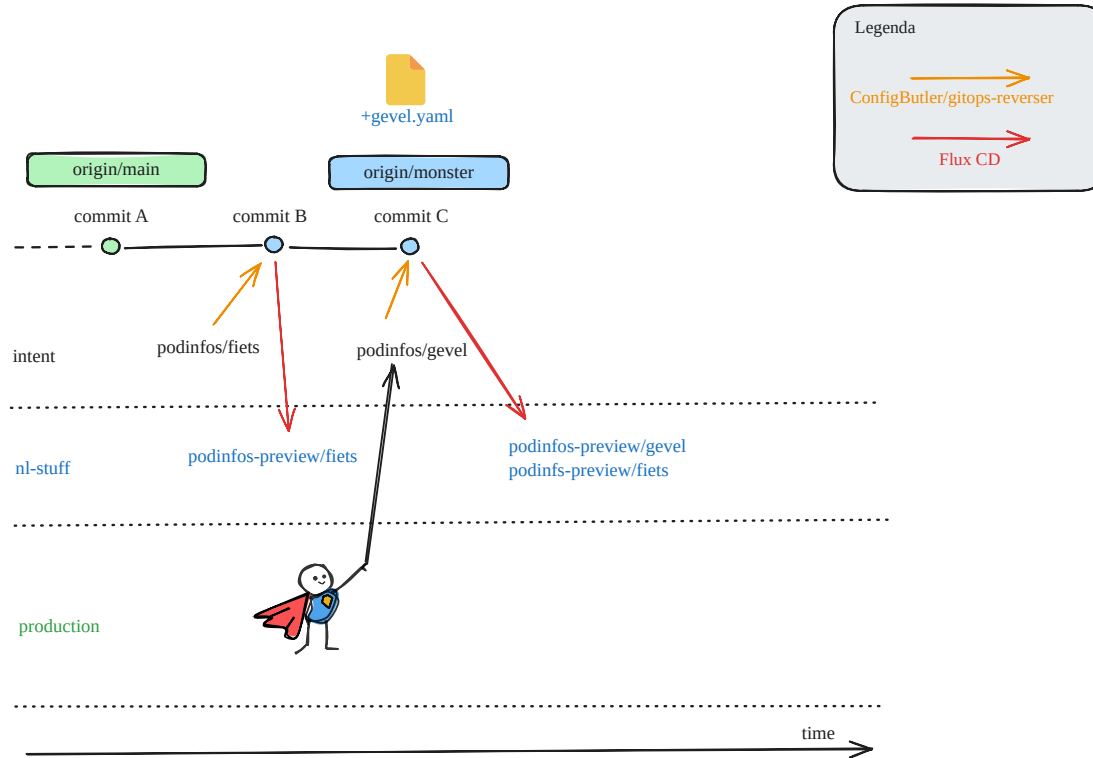 Legenda
ConfigButler/gitops-reverser
Flux CD
+gevel.yaml
origin/main
origin/monster
commit A
commit B
commit C
intent
podinfos/fiets
podinfos/gevel
nl-stuff
podinfos-preview/fiets
podinfos-preview/gevel
podinfs-preview/fiets
production
time